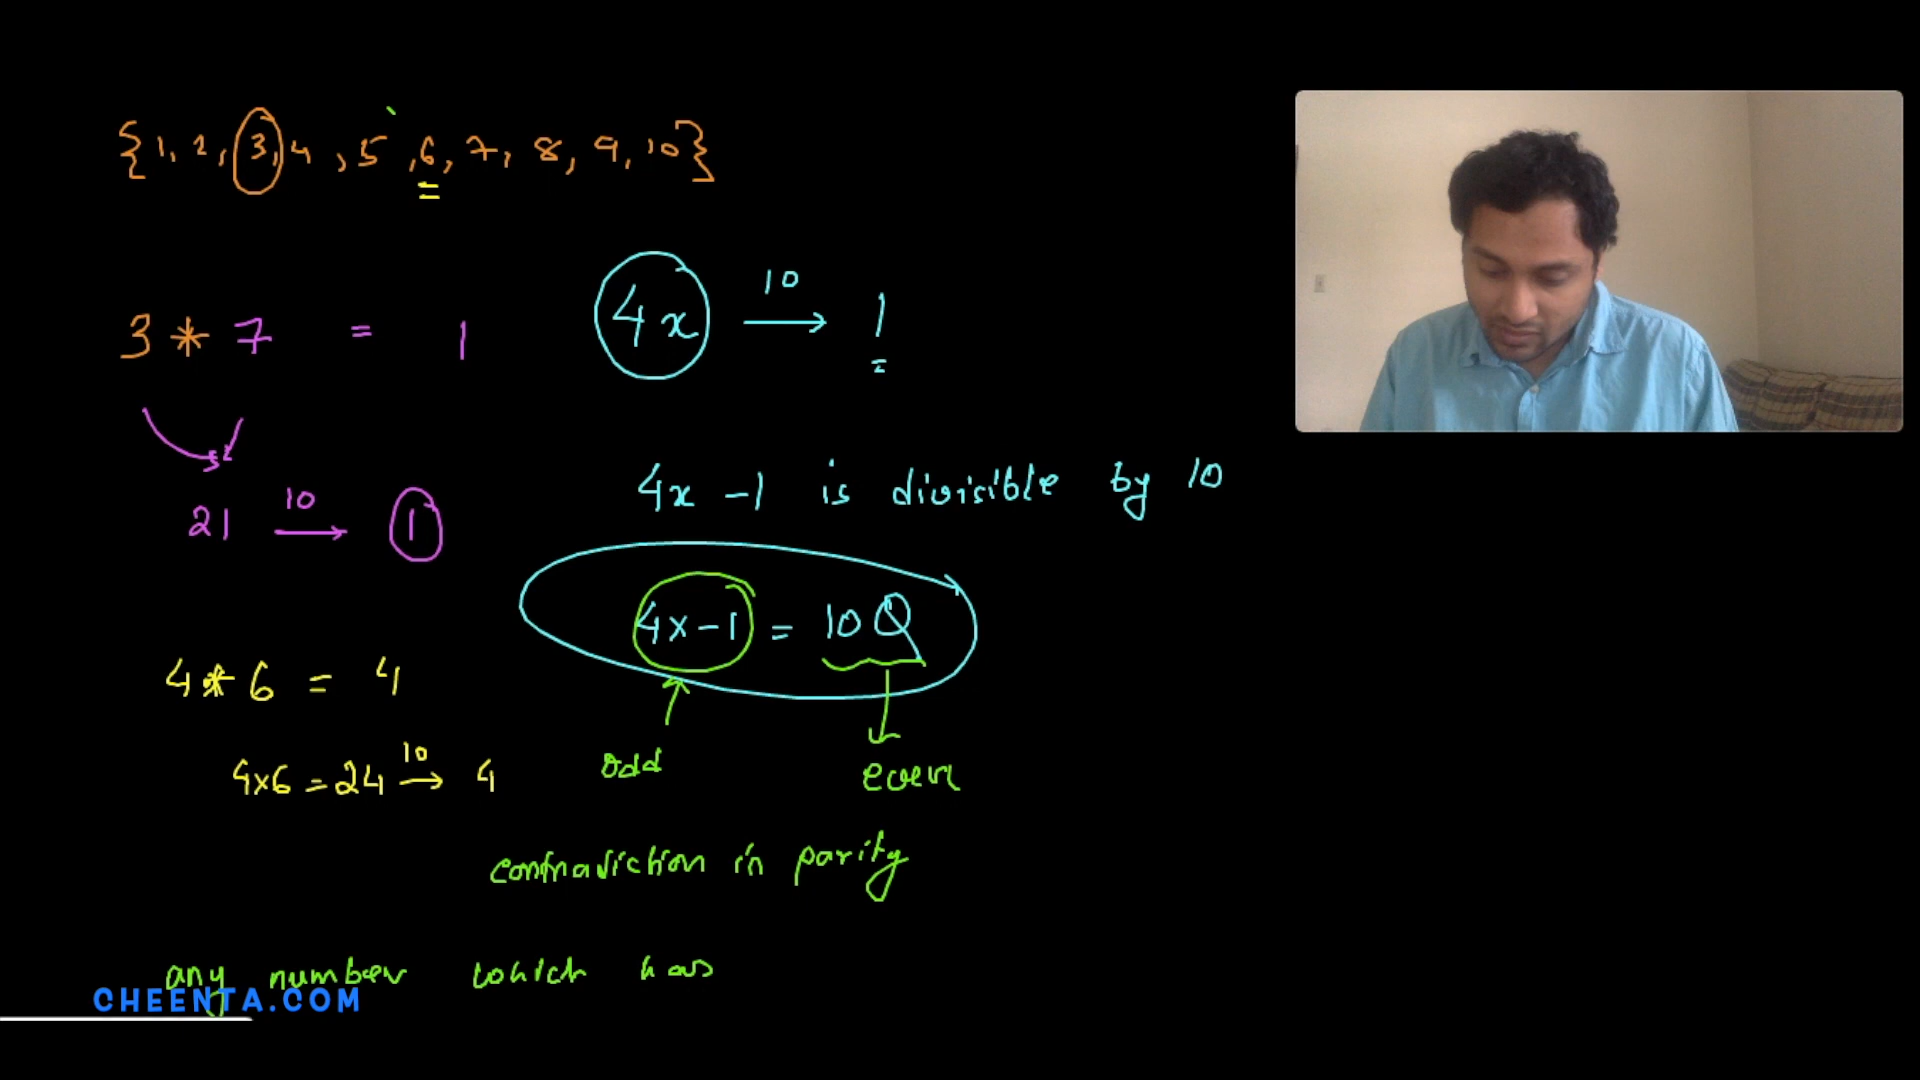 {1, 2, 3, 4, 5, 6, 7, 8, 9, 10}
3 * 7 = 1
21 10→ 1
4x 10→ 1
4x - 1 is divisible by 10
4x - 1 = 10Q
odd
even
contradiction in parity
4 * 6 = 4
4x6 = 24 10→ 4
any number which has
CHEENTA.COM